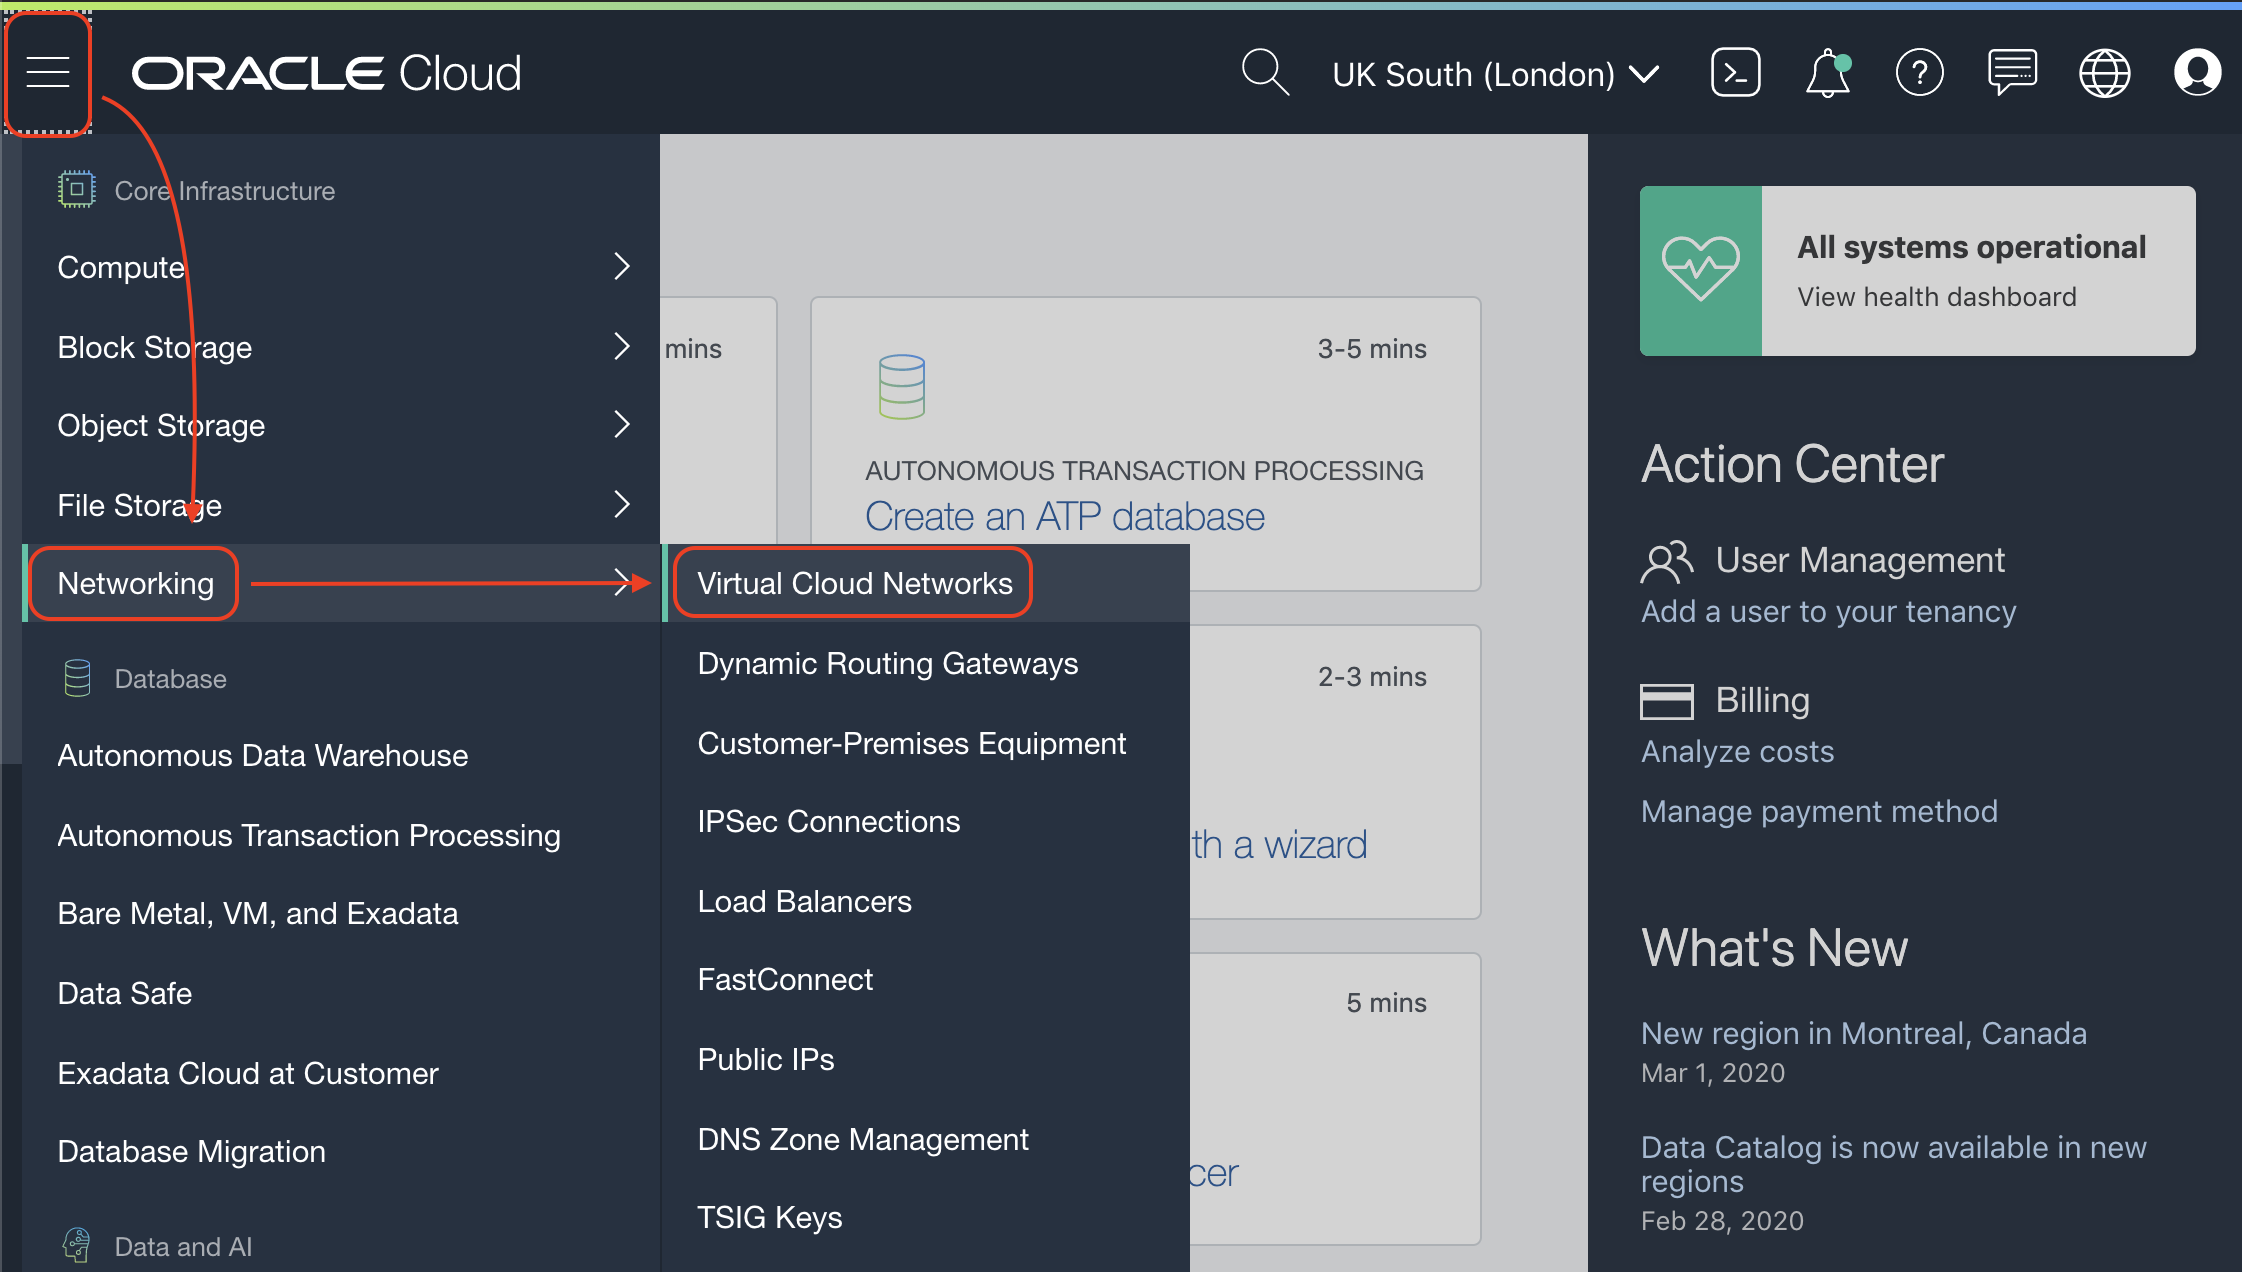 ORACLE Cloud
UK South (London)
Core Infrastructure
Compute
Block Storage
Object Storage
File Storage
Networking
Database
Autonomous Data Warehouse
Autonomous Transaction Processing
Bare Metal, VM, and Exadata
Data Safe
Exadata Cloud at Customer
Database Migration
Data and AI
Virtual Cloud Networks
Dynamic Routing Gateways
Customer-Premises Equipment
IPSec Connections
Load Balancers
FastConnect
Public IPs
DNS Zone Management
TSIG Keys
mins
3-5 mins
AUTONOMOUS TRANSACTION PROCESSING
Create an ATP database
2-3 mins
th a wizard
5 mins
cer
All systems operational
View health dashboard
Action Center
User Management
Add a user to your tenancy
Billing
Analyze costs
Manage payment method
What's New
New region in Montreal, Canada
Mar 1, 2020
Data Catalog is now available in new
regions
Feb 28, 2020